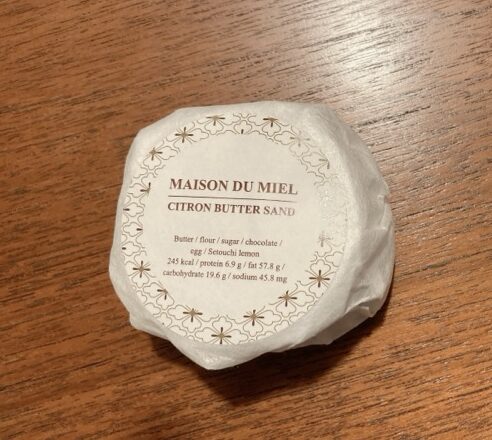 MAISON DU MIEL
CITRON BUTTER SAND
Butter / flour / sugar / chocolate /
egg / Setouchi lemon
245 kcal / protein 6.9 g / fat 57.8 g /
carbohydrate 19.6 g / sodium 45.8 mg